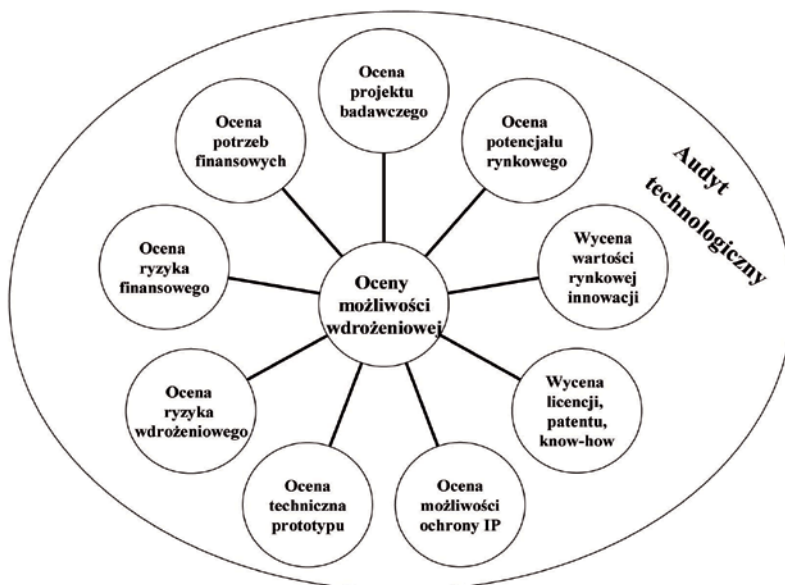 Ocena
projektu
badawczego
Ocena
potencjału
rynkowego
Audyt
technologiczny
Wycena
wartości
rynkowej
innowacji
Wycena
licencji,
patentu,
know-how
Ocena
możliwości
ochrony IP
Ocena
techniczna
prototypu
Ocena
ryzyka
wdrożeniowego
Ocena
ryzyka
finansowego
Ocena
potrzeb
finansowych
Oceny
możliwości
wdrożeniowej